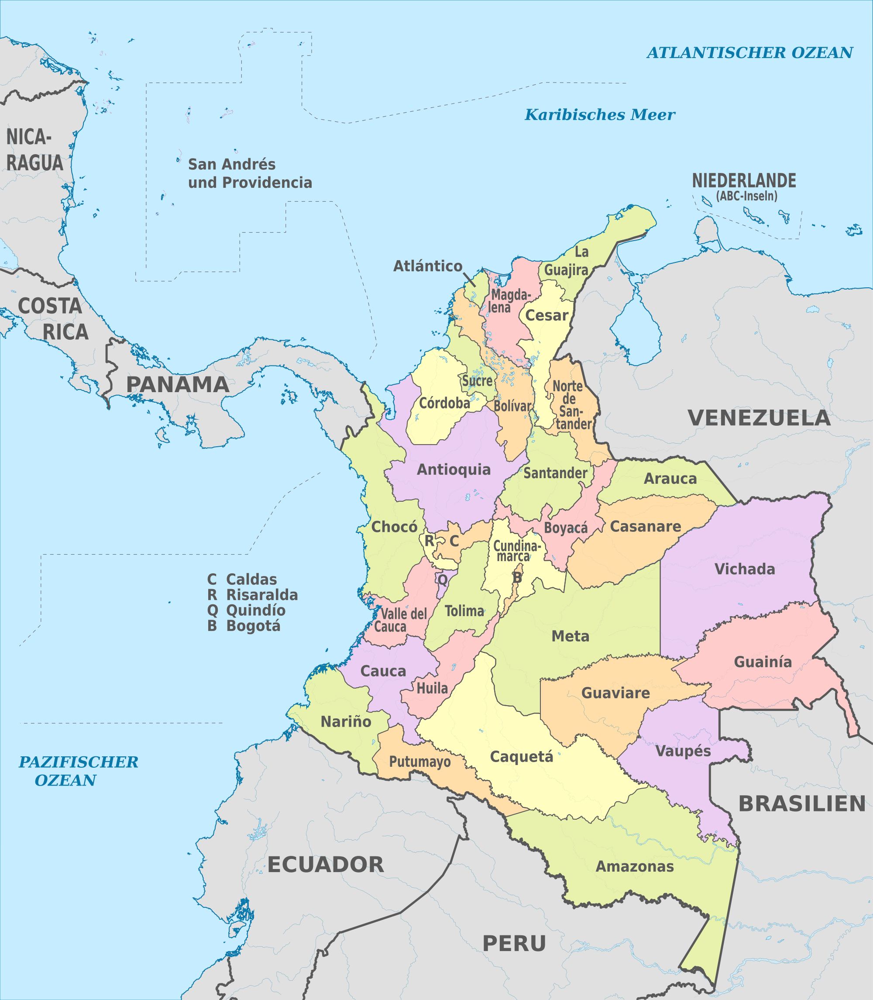 ATLANTISCHER OZEAN
Karibisches Meer
NICA-
RAGUA
San Andrés
und Providencia
NIEDERLANDE
(ABC-Inseln)
La
Guajira
Atlántico
Magda-
lena
Cesar
COSTA
RICA
PANAMA
Sucre
Córdoba
Bolívar
Norte
de
San-
tander
VENEZUELA
Antioquia
Santander
Arauca
Chocó
R
C
Boyacá
Casanare
Cundina-
marca
Vichada
B
Q
C Caldas
R Risaralda
Q Quindío
B Bogotá
Valle del
Cauca
Tolima
Meta
Guainía
Cauca
Huila
Guaviare
Nariño
Vaupés
Caquetá
Putumayo
PAZIFISCHER
OZEAN
BRASILIEN
ECUADOR
Amazonas
PERU